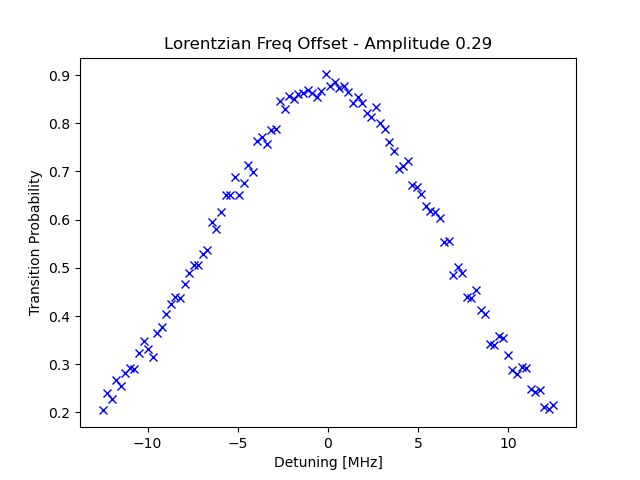 Lorentzian Freq Offset - Amplitude 0.29
0.9
0.8
0.7
0.6
0.5
0.4
0.3
0.2
Transition Probability
−10 −5 0 5 10
Detuning [MHz]